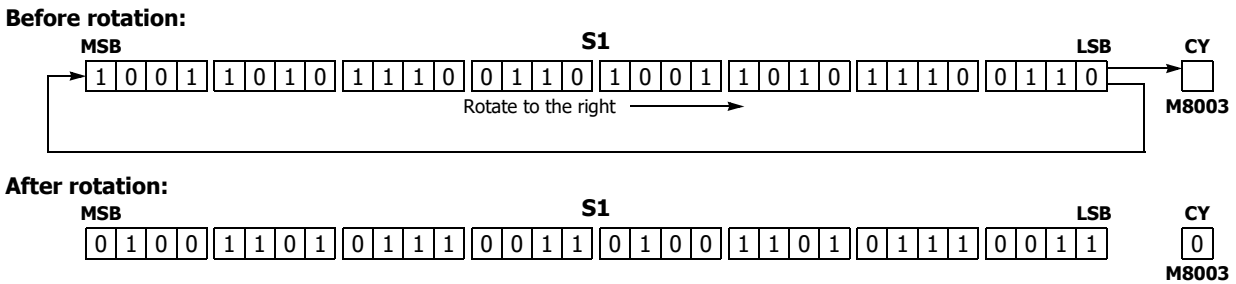 Before rotation:
MSB S1 LSB CY
1 0 0 1 1 0 1 0 1 1 1 0 0 1 1 0 1 0 0 1 1 0 1 0 1 1 1 0 0 1 1 0
Rotate to the right M8003
After rotation:
MSB S1 LSB CY
0 1 0 0 1 1 0 1 0 1 1 1 0 0 1 1 0 1 0 0 1 1 0 1 0 1 1 1 0 0 1 1 0
M8003